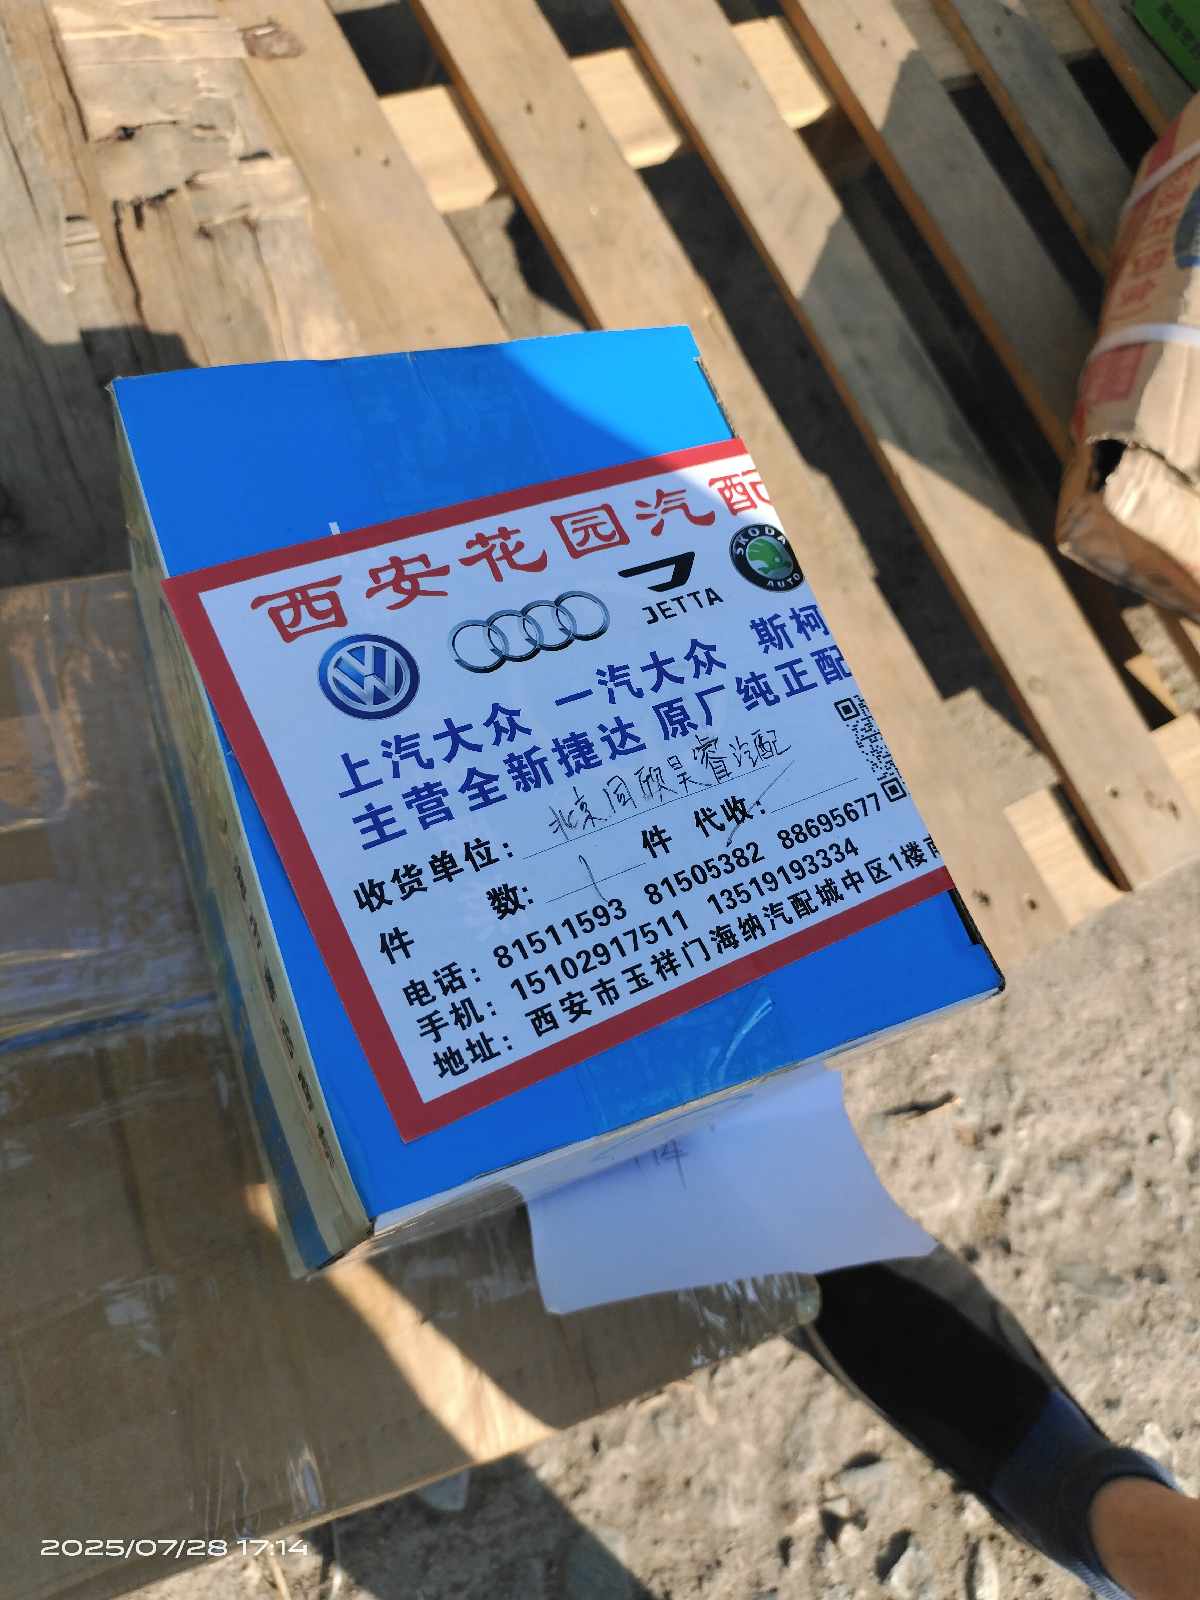 西安花园汽配
JETTA
SKODA
AUTO
上汽大众 一汽大众 斯柯
主营全新捷达 原厂纯正配
收货单位: 北京国欣昊睿汽配
件 数: 1 件 代收:
电话: 81511593 81505382 88695677
手机: 15102917511 13519193334
地址: 西安市玉祥门海纳汽配城中区1楼南
1件
2025/07/28 17:14